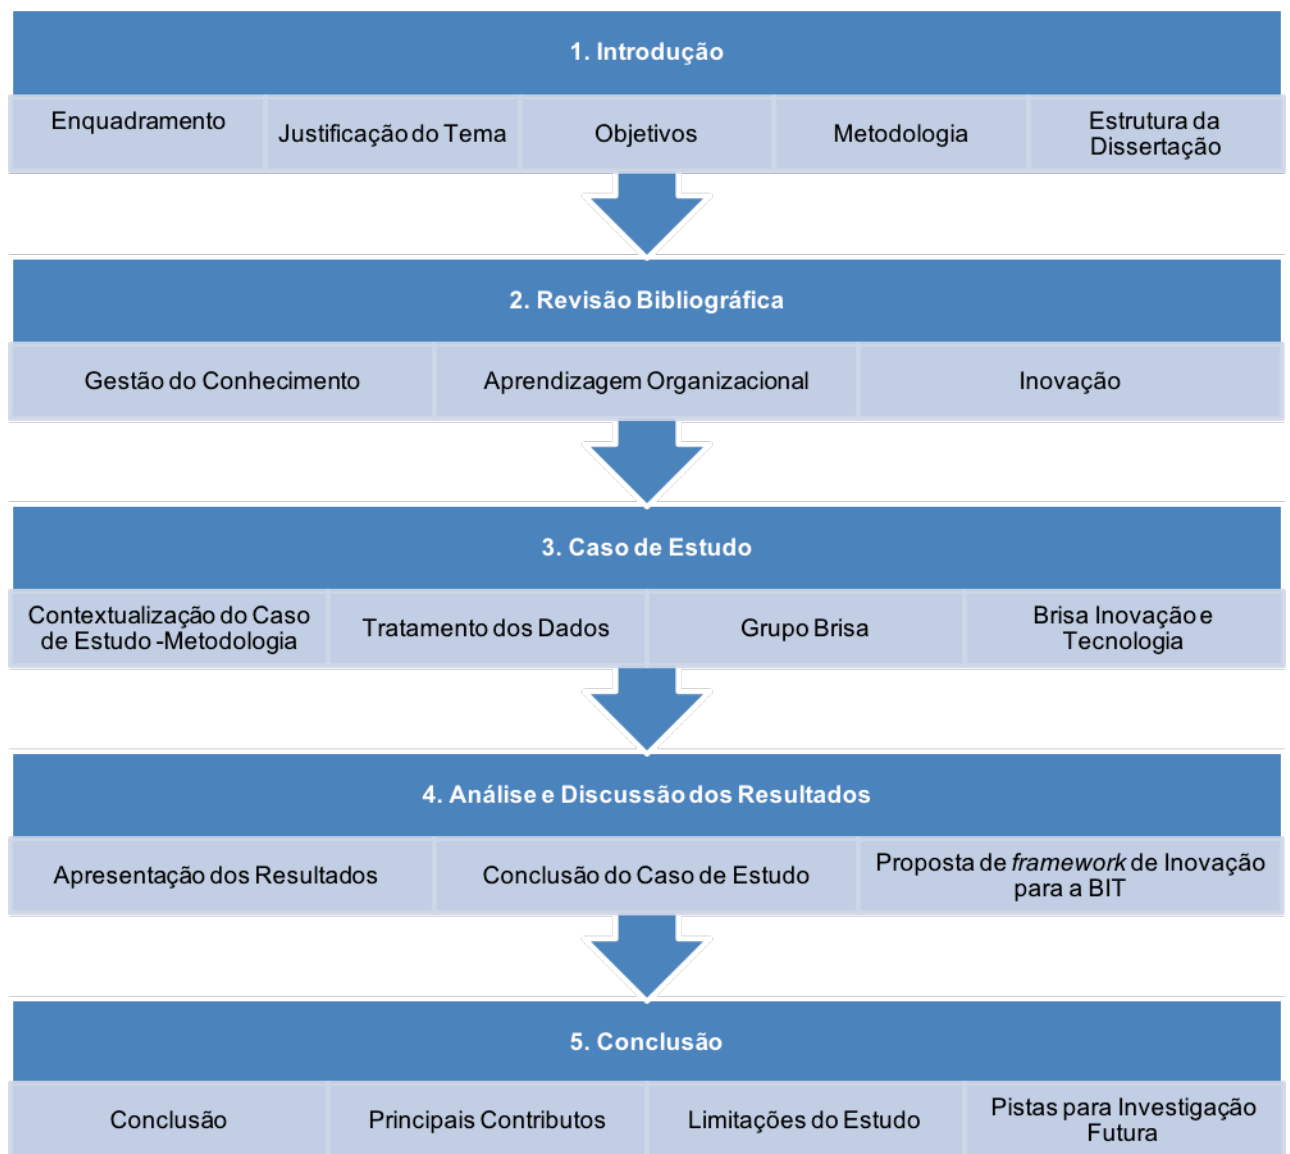 1. Introdução
Enquadramento
Justificação do Tema
Objetivos
Metodologia
Estrutura da
Dissertação
2. Revisão Bibliográfica
Gestão do Conhecimento
Aprendizagem Organizacional
Inovação
3. Caso de Estudo
Contextualização do Caso
de Estudo -Metodologia
Tratamento dos Dados
Grupo Brisa
Brisa Inovação e
Tecnologia
4. Análise e Discussão dos Resultados
Apresentação dos Resultados
Conclusão do Caso de Estudo
Proposta de framework de Inovação
para a BIT
5. Conclusão
Conclusão
Principais Contributos
Limitações do Estudo
Pistas para Investigação
Futura